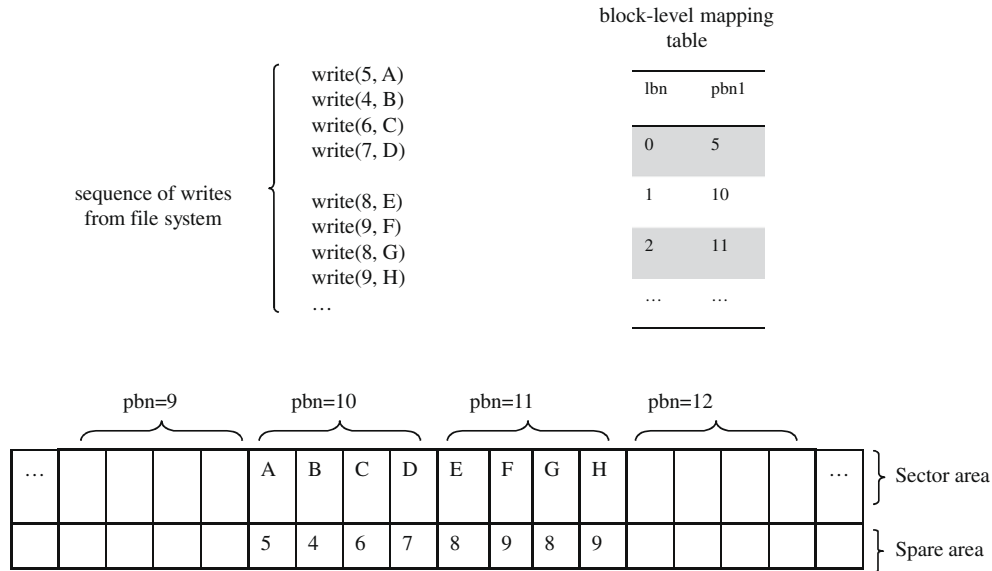 block-level mapping
table
write(5, A)
write(4, B)
write(6, C)
write(7, D)
sequence of writes
from file system
write(8, E)
write(9, F)
write(8, G)
write(9, H)
…
lbn pbn1
0 5
1 10
2 11
… …
pbn=9 pbn=10 pbn=11 pbn=12
… A B C D E F G H … Sector area
5 4 6 7 8 9 8 9 Spare area